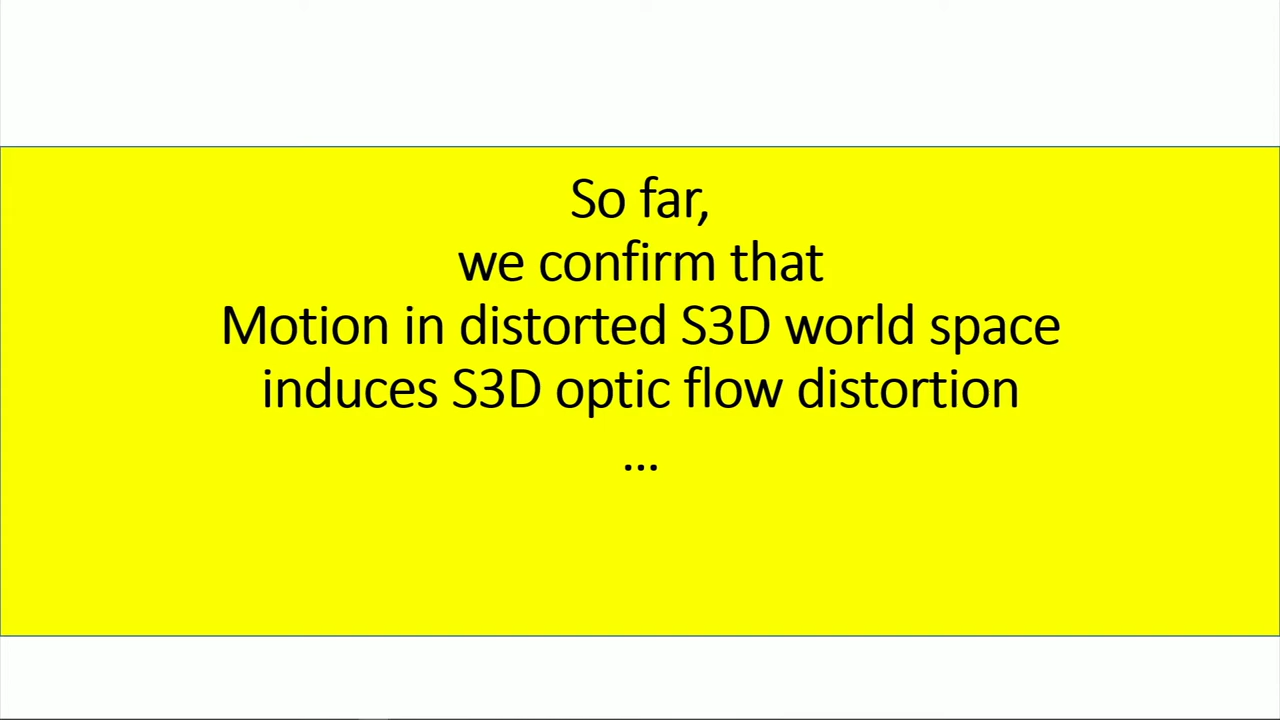 So far,
we confirm that
Motion in distorted S3D world space
induces S3D optic flow distortion
...